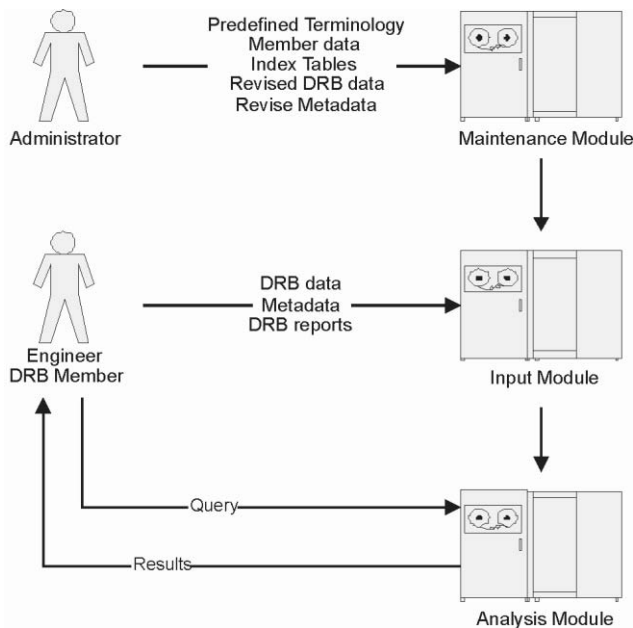 Predefined Terminology
Member data
Index Tables
Revised DRB data
Revise Metadata
Administrator
Maintenance Module
DRB data
Metadata
DRB reports
Engineer
DRB Member
Input Module
Query
Results
Analysis Module